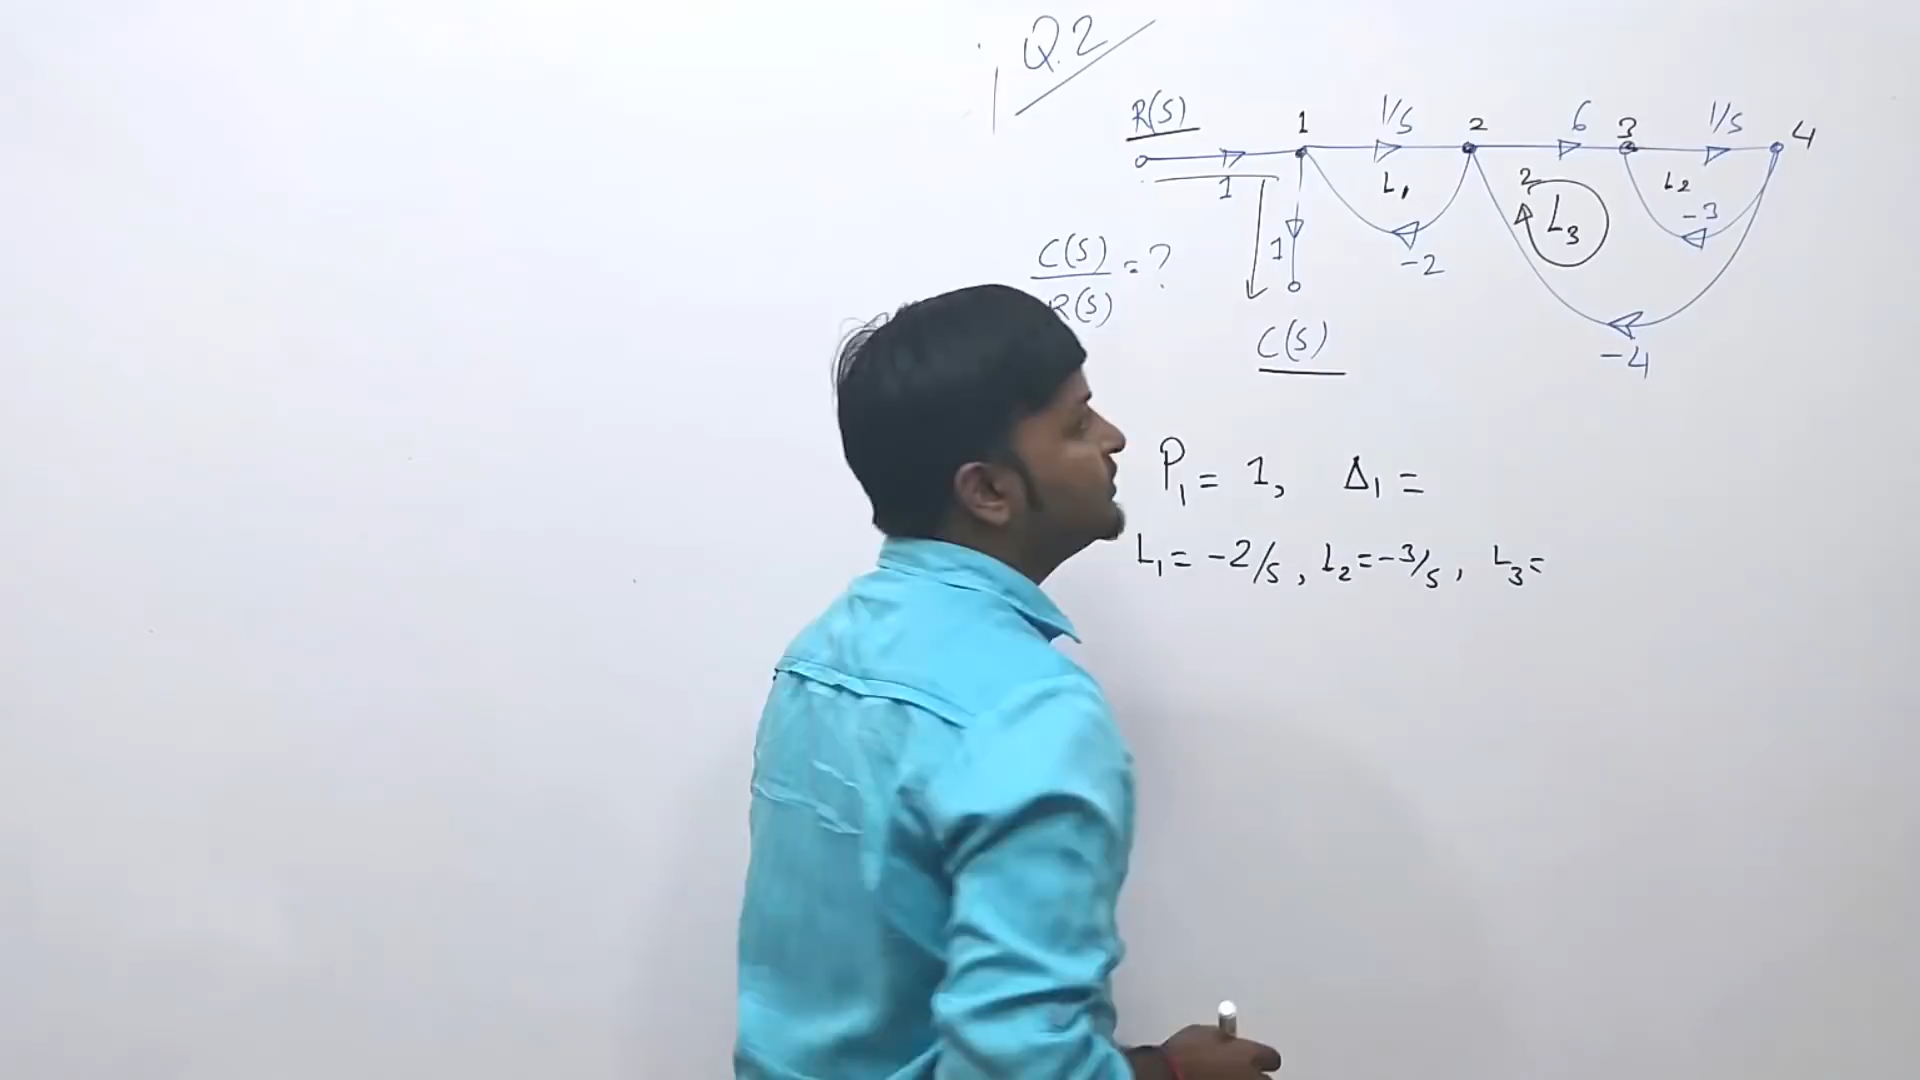 Q.2
R(S) 1 1/S 2 6 3 1/S 4
1 L1 2 L3 L2 -3
C(S)/R(S) = ? 1 -2
C(S) -4
P1 = 1, Δ1 =
L1 = -2/S, L2 = -3/S, L3 =